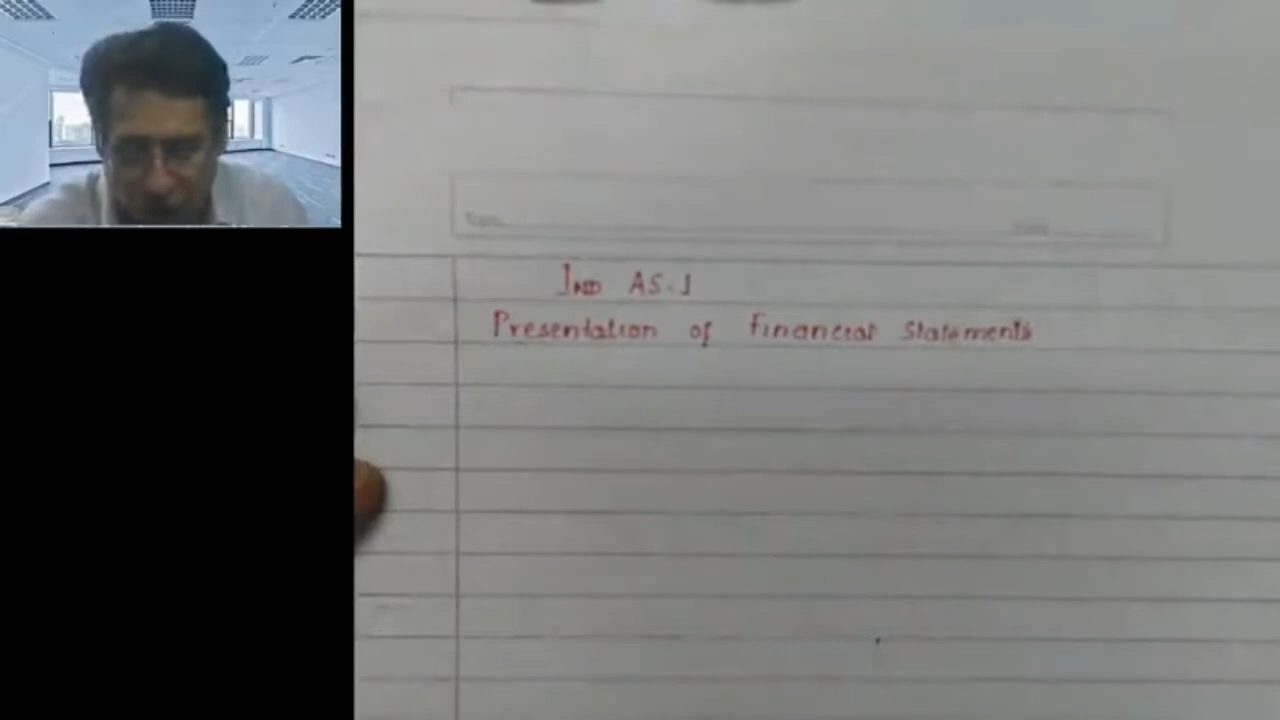 IND AS.1
Presentation of Financial Statements